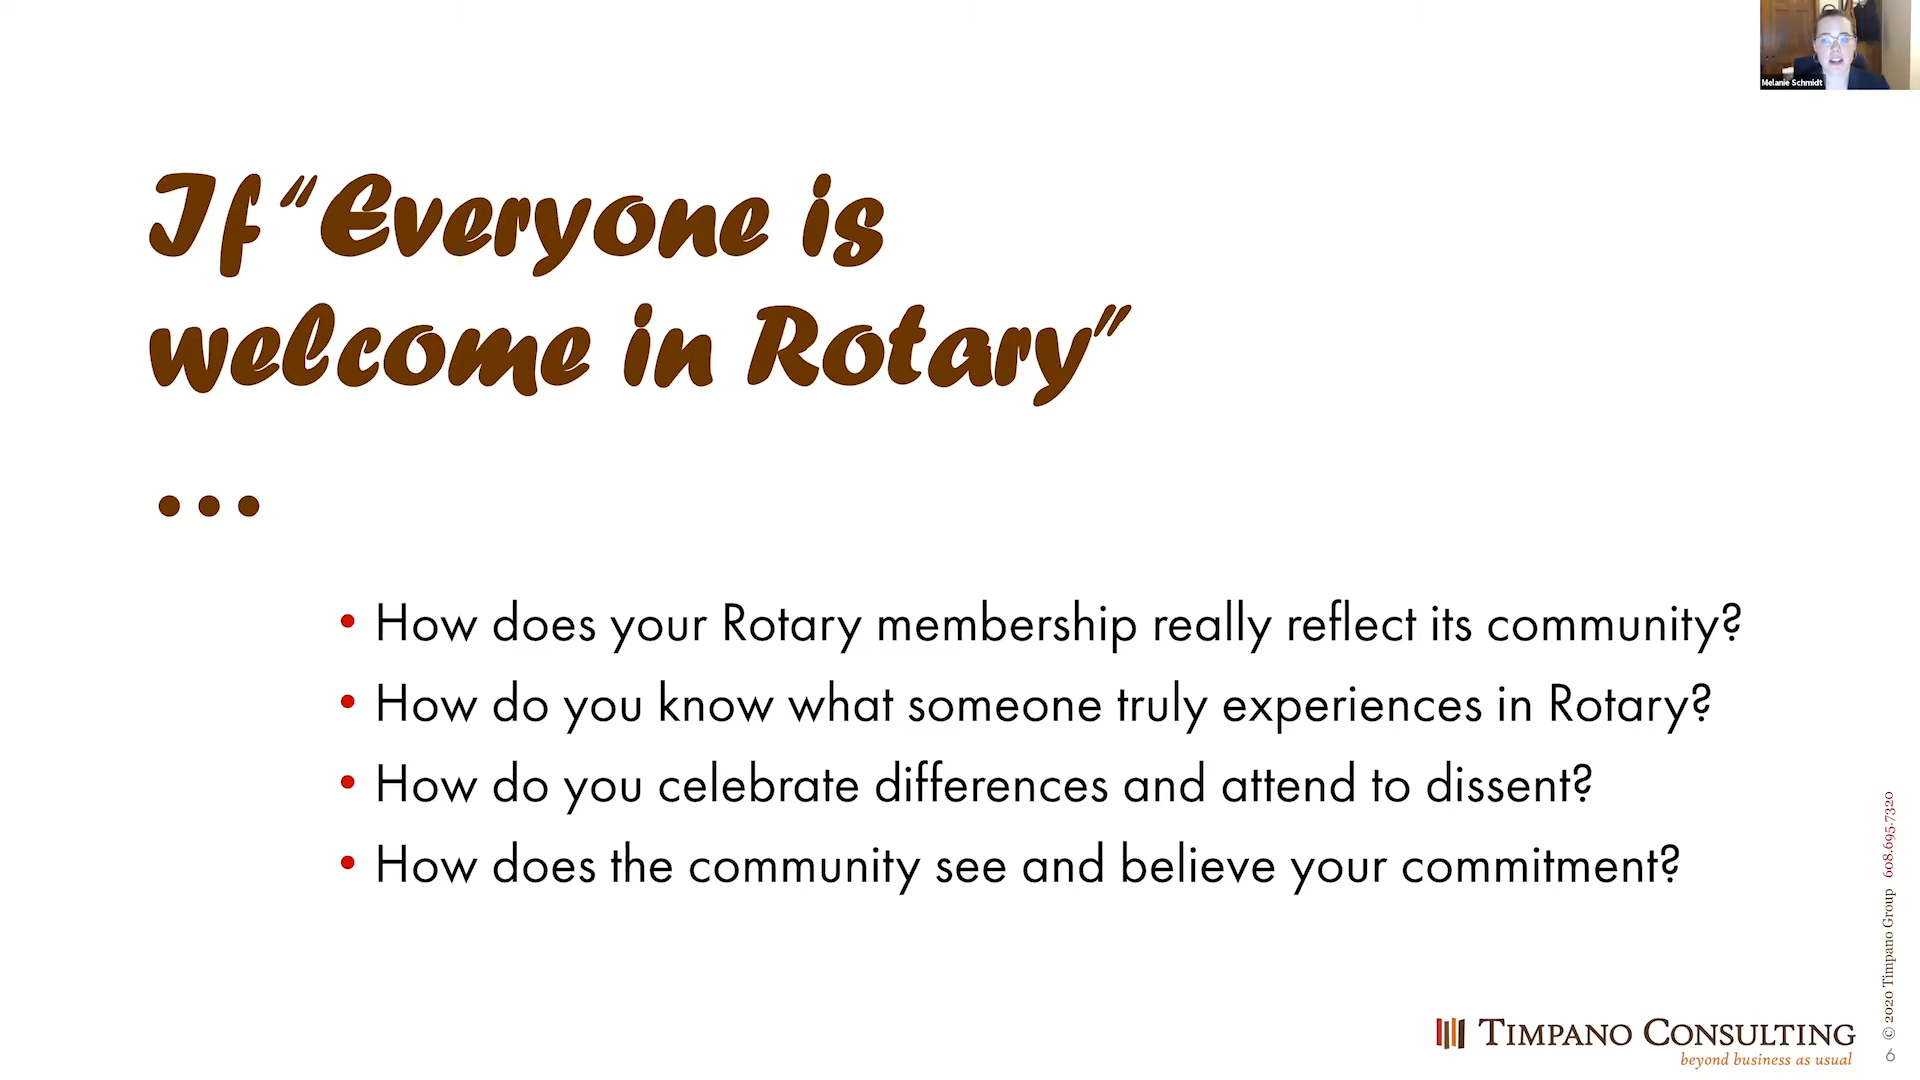 Melanie Schmidt
If “Everyone is
welcome in Rotary”
...
• How does your Rotary membership really reflect its community?
• How do you know what someone truly experiences in Rotary?
• How do you celebrate differences and attend to dissent?
• How does the community see and believe your commitment?
© 2020 Timpano Group 608.695.7320
TIMPANO CONSULTING
beyond business as usual
6